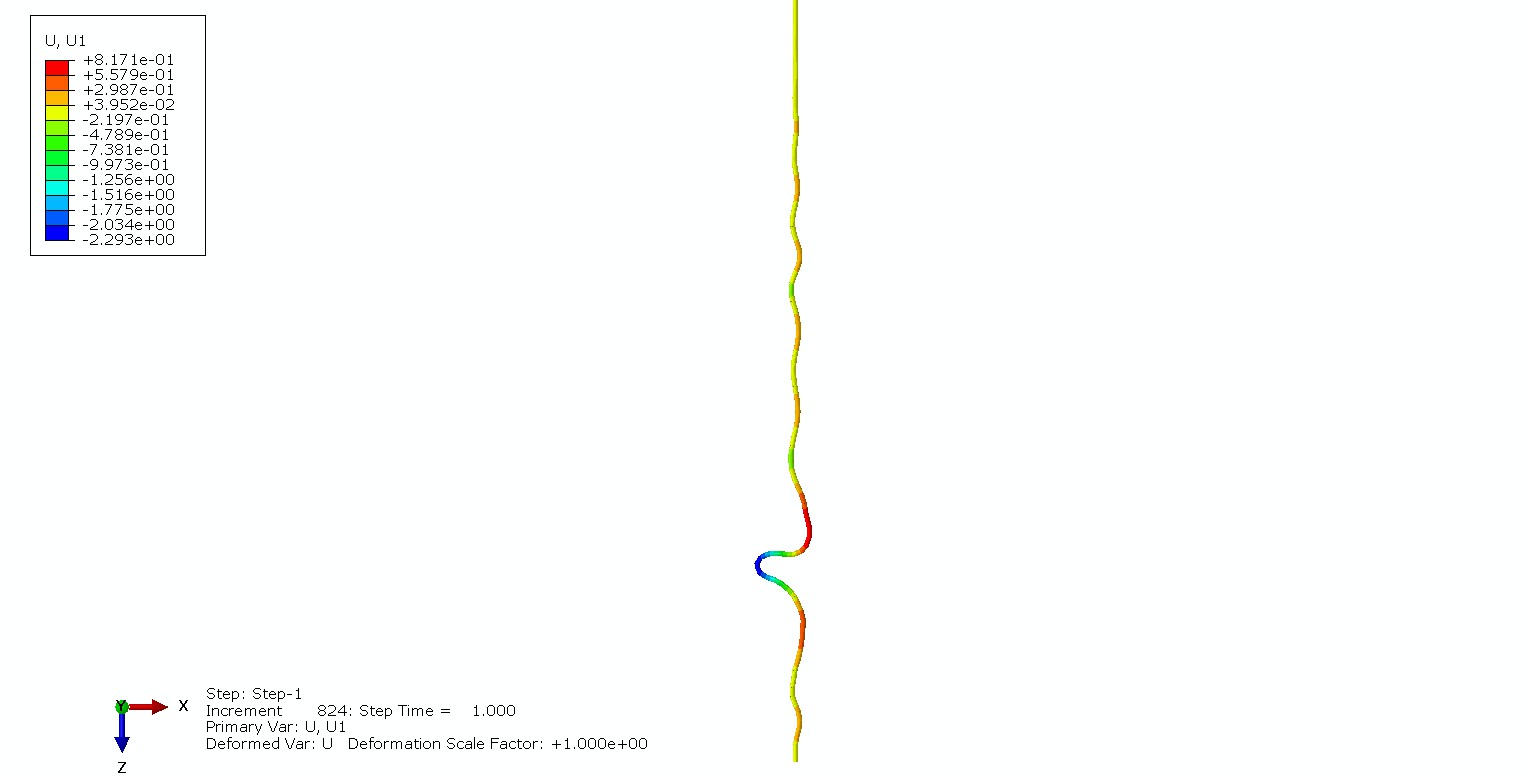 U, U1
+8.171e-01
+5.579e-01
+2.987e-01
+3.952e-02
-2.197e-01
-4.789e-01
-7.381e-01
-9.973e-01
-1.256e+00
-1.516e+00
-1.775e+00
-2.034e+00
-2.293e+00
Y
X
Z
Step: Step-1
Increment 824: Step Time = 1.000
Primary Var: U, U1
Deformed Var: U Deformation Scale Factor: +1.000e+00